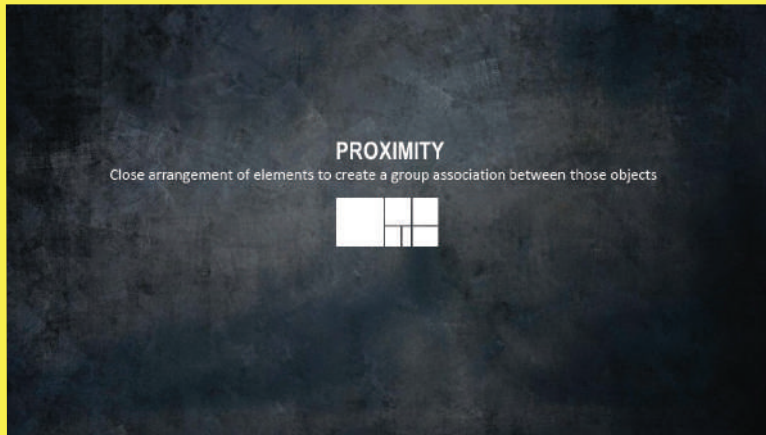 PROXIMITY
Close arrangement of elements to create a group association between those objects